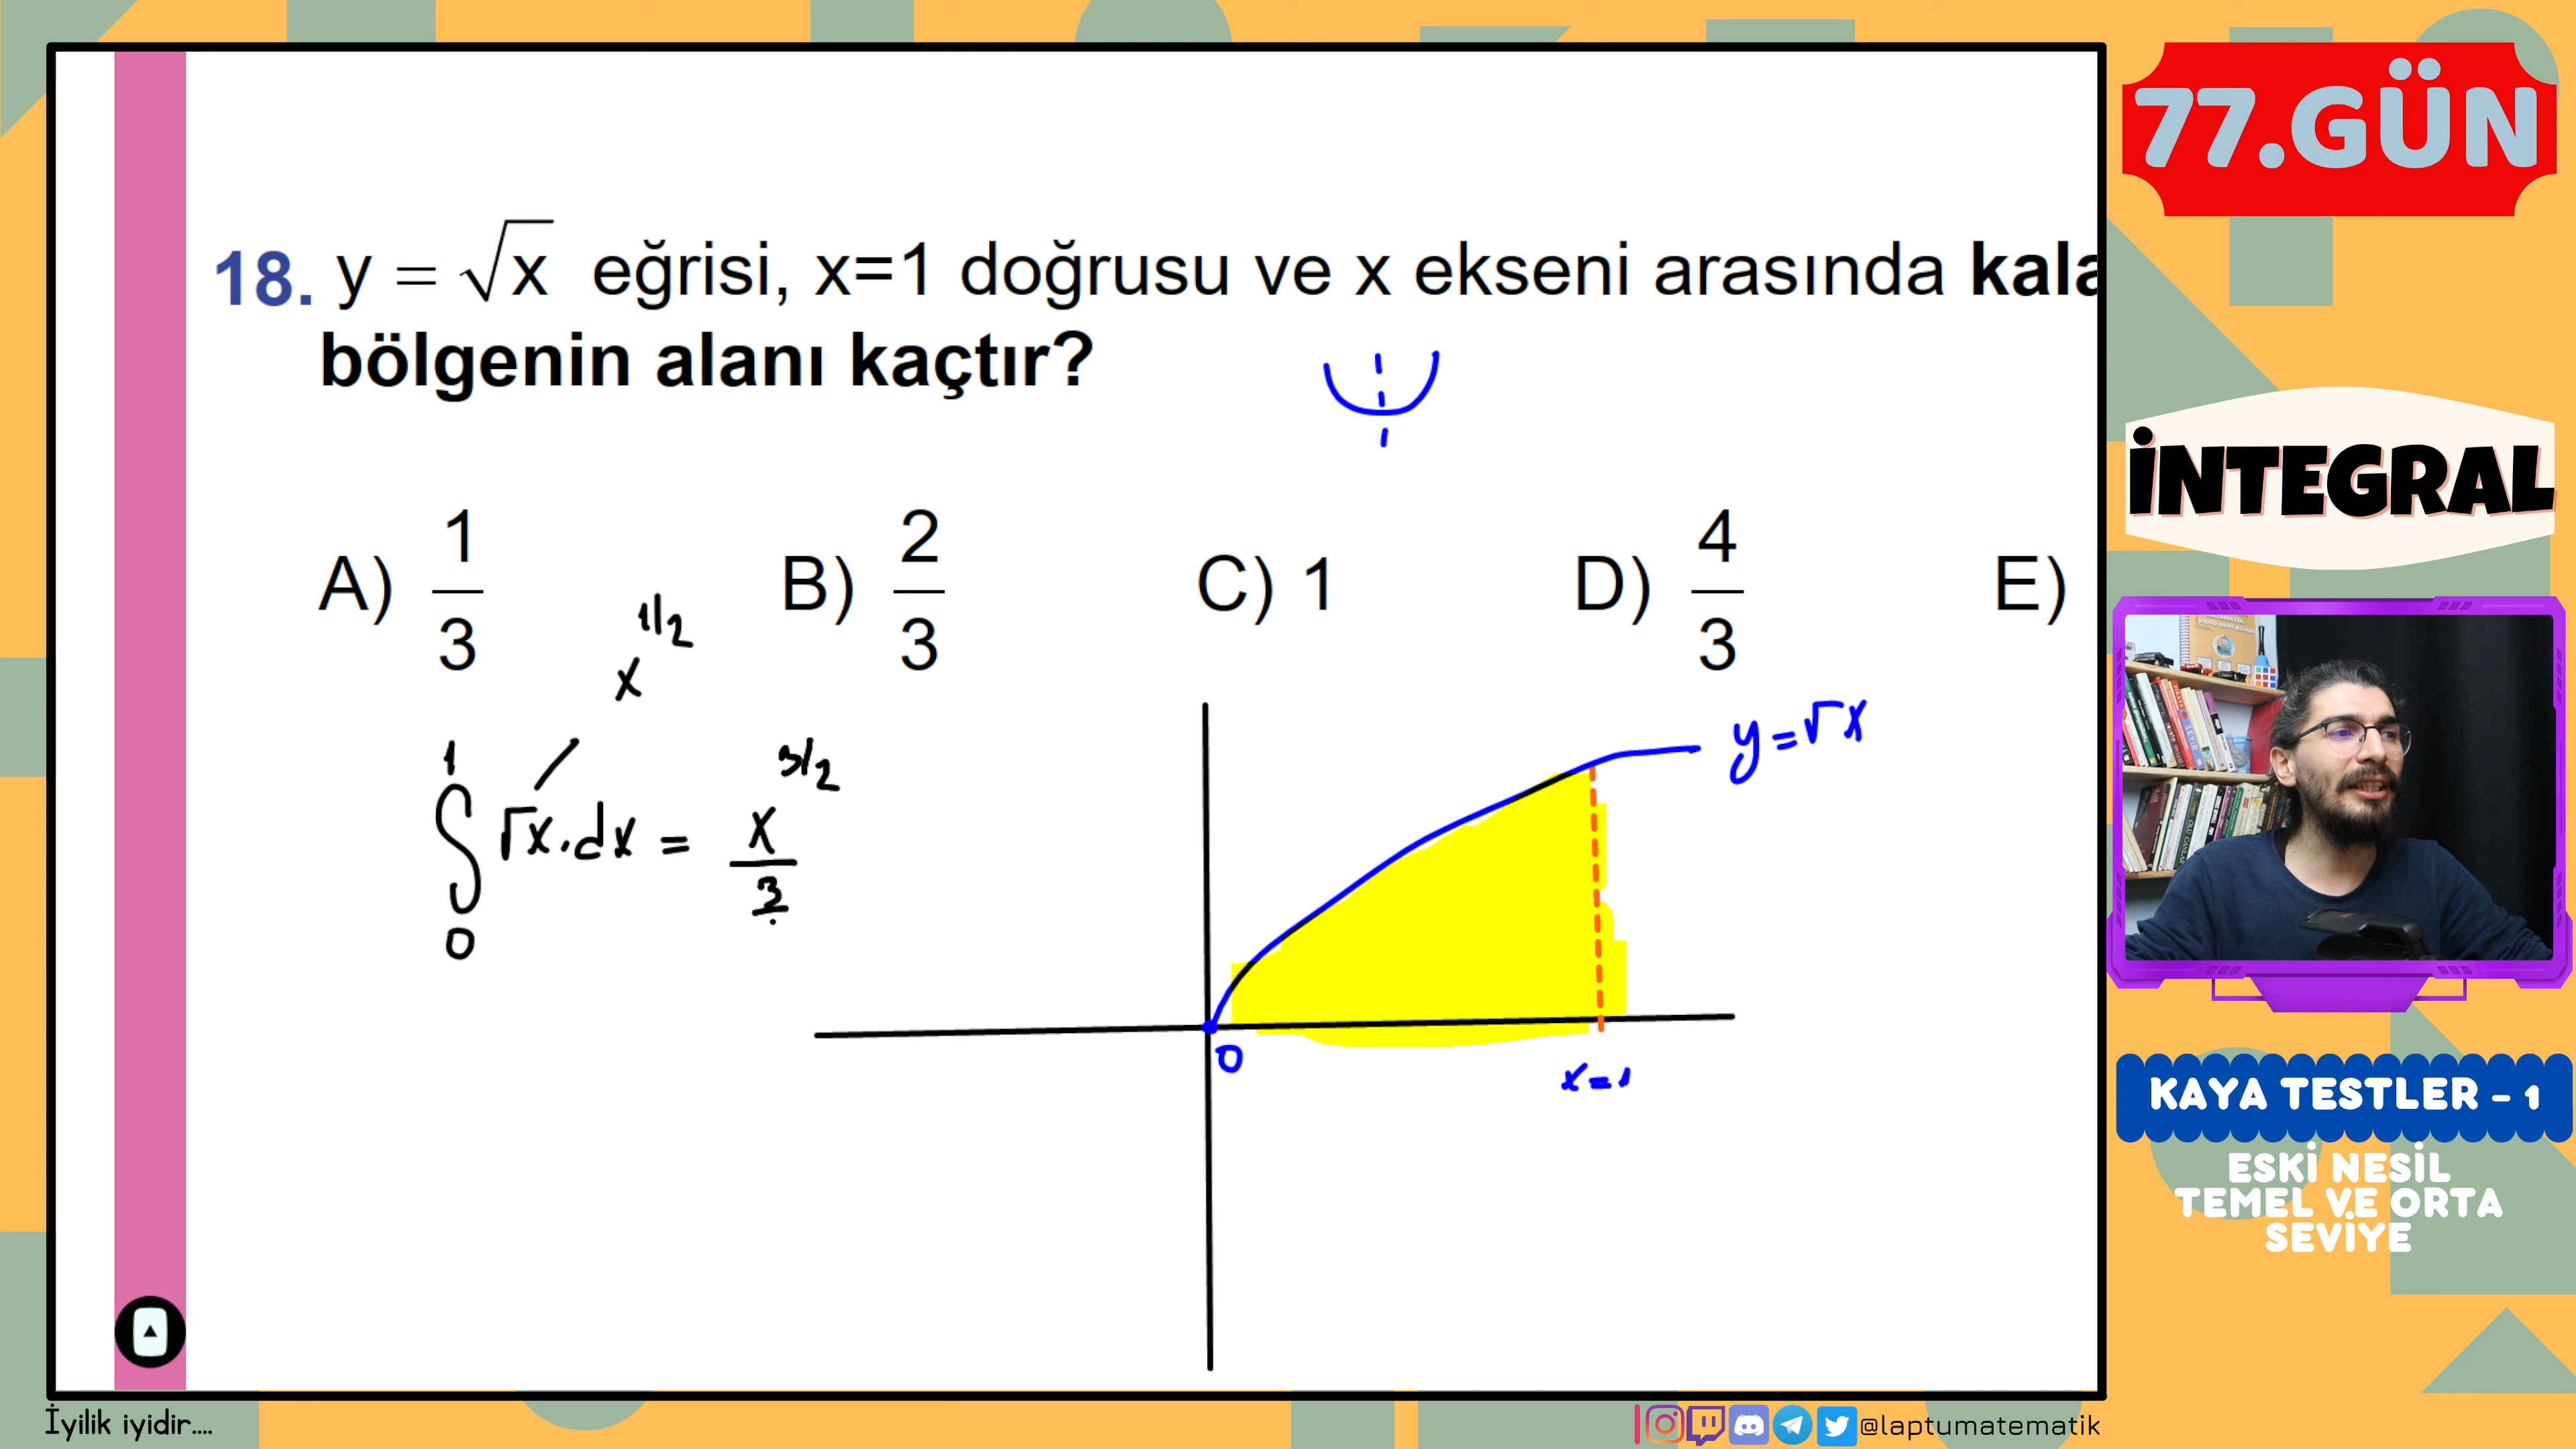 77.GÜN
18. y = √x eğrisi, x=1 doğrusu ve x ekseni arasında kala
bölgenin alanı kaçtır?
A) 1/3 B) 2/3 C) 1 D) 4/3 E)
x^1/2
∫₀¹ √x.dx = x^3/2 / 3
y=√x
0
x=1
İNTEGRAL
KAYA TESTLER - 1
ESKİ NESİL
TEMEL VE ORTA
SEVİYE
İyilik iyidir....
@laptumatematik